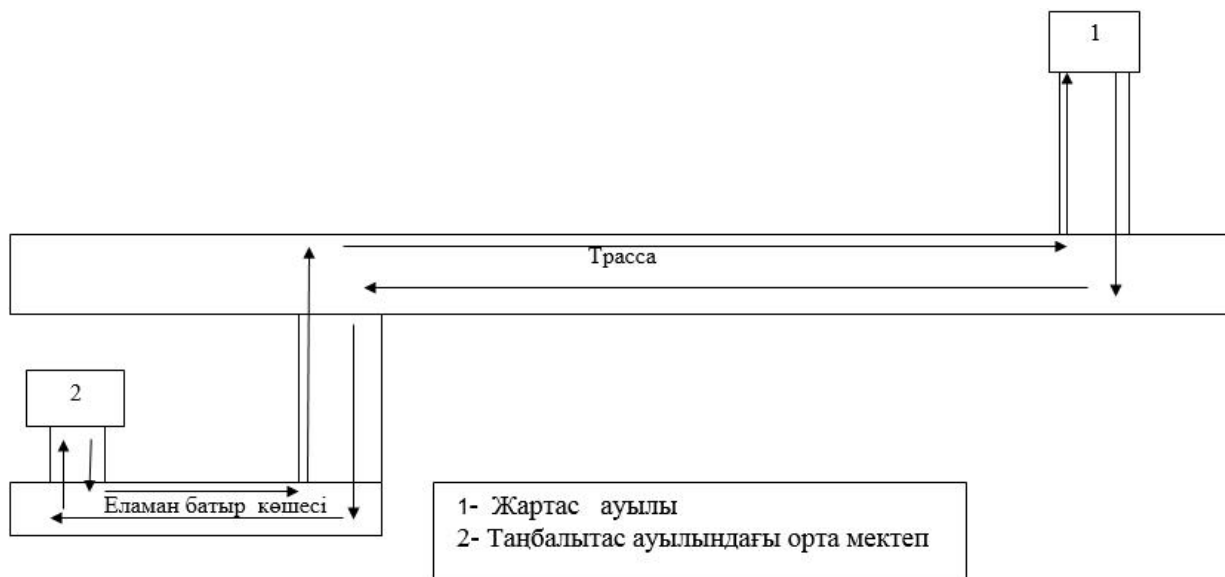 1
Трасса
2
Еламан батыр көшесі
1- Жартас ауылы
2- Таңбалытас ауылындағы орта мектеп